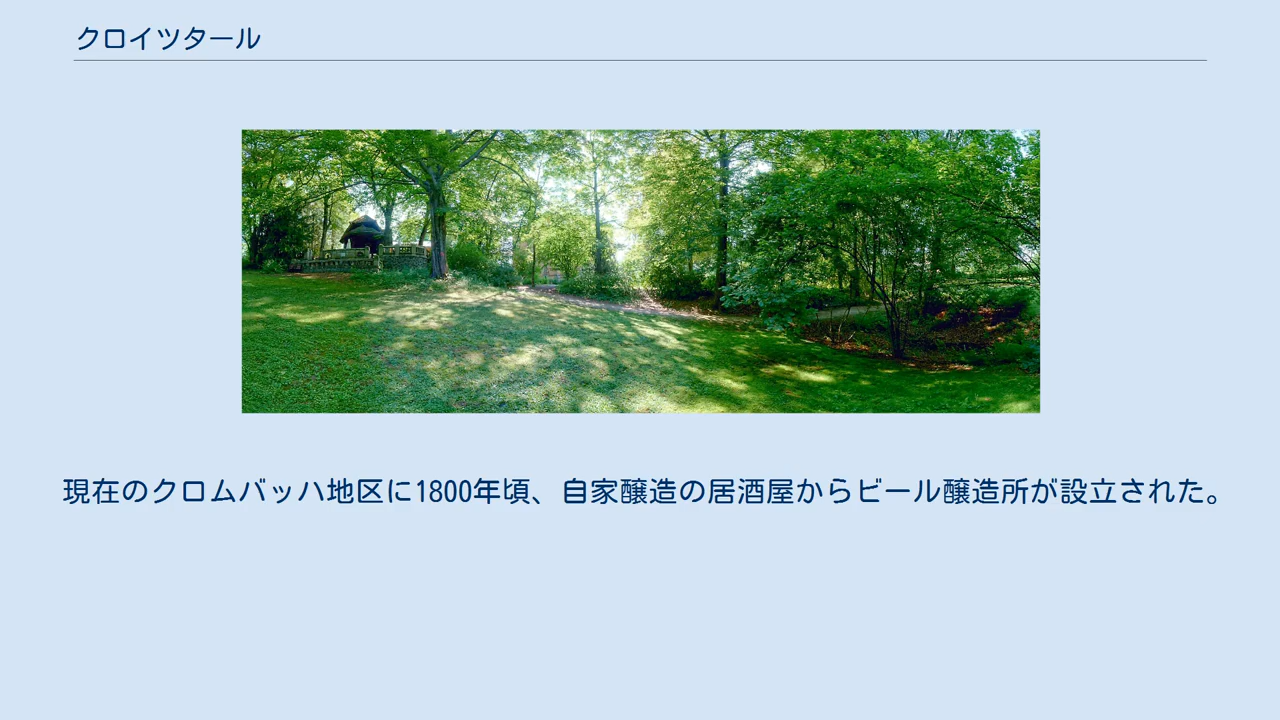 クロイツタール
現在のクロムバッハ地区に1800年頃、自家醸造の居酒屋からビール醸造所が設立された。